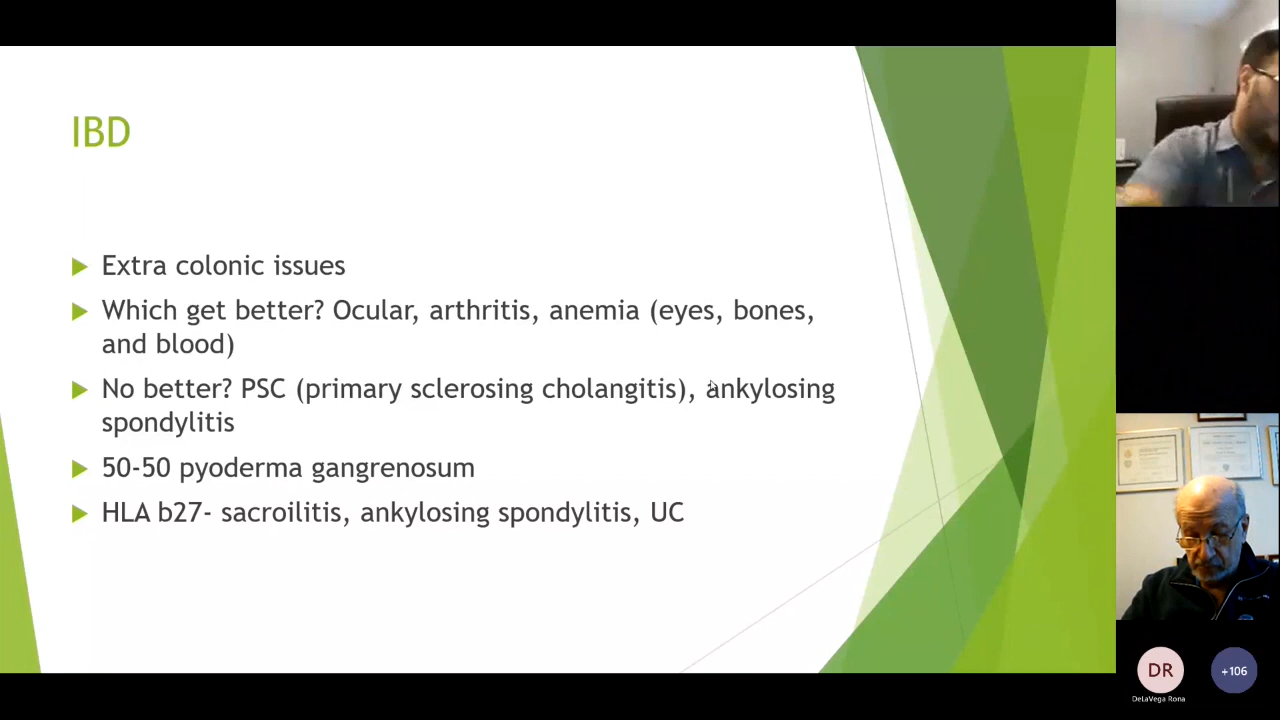 IBD
Extra colonic issues
Which get better? Ocular, arthritis, anemia (eyes, bones,
and blood)
No better? PSC (primary sclerosing cholangitis), ankylosing
spondylitis
50-50 pyoderma gangrenosum
HLA b27- sacroilitis, ankylosing spondylitis, UC
DR
+106
DeLaVega Rona